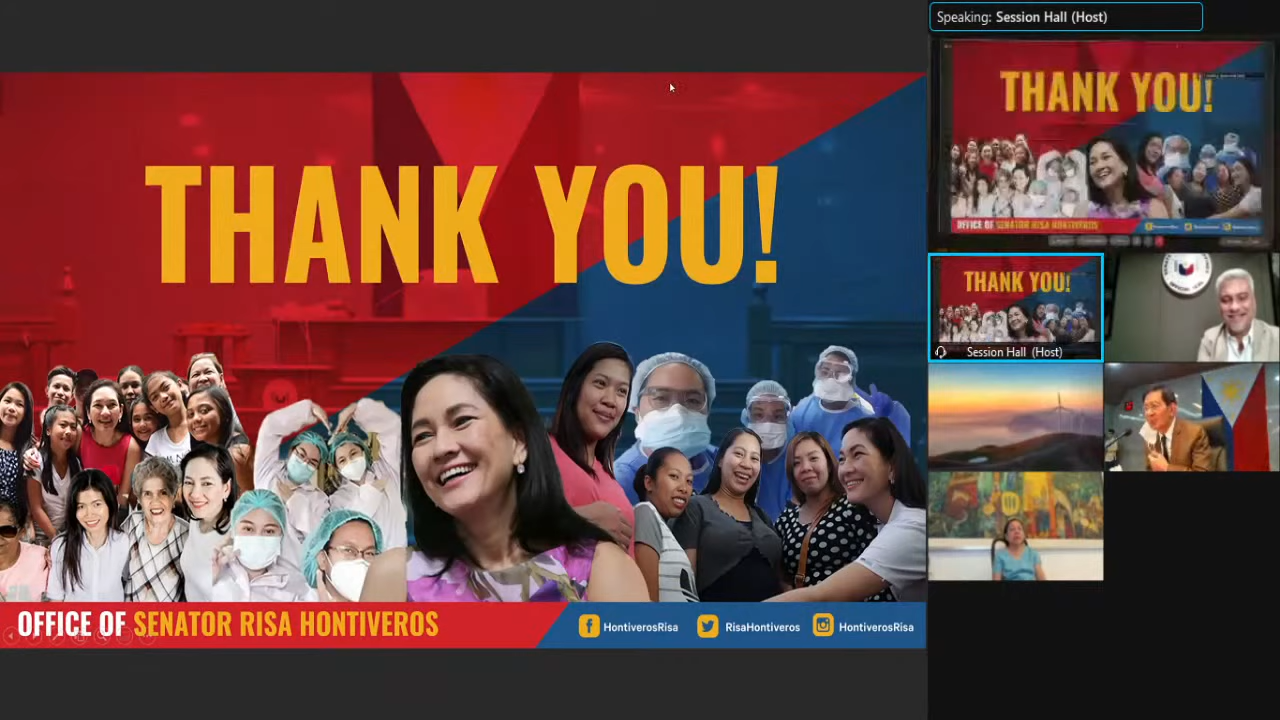 Speaking: Session Hall (Host)
THANK YOU!
OFFICE OF SENATOR RISA HONTIVEROS
HontiverosRisa
RisaHontiveros
HontiverosRisa
THANK YOU!
OFFICE OF SENATOR RISA HONTIVEROS
THANK YOU!
Session Hall (Host)